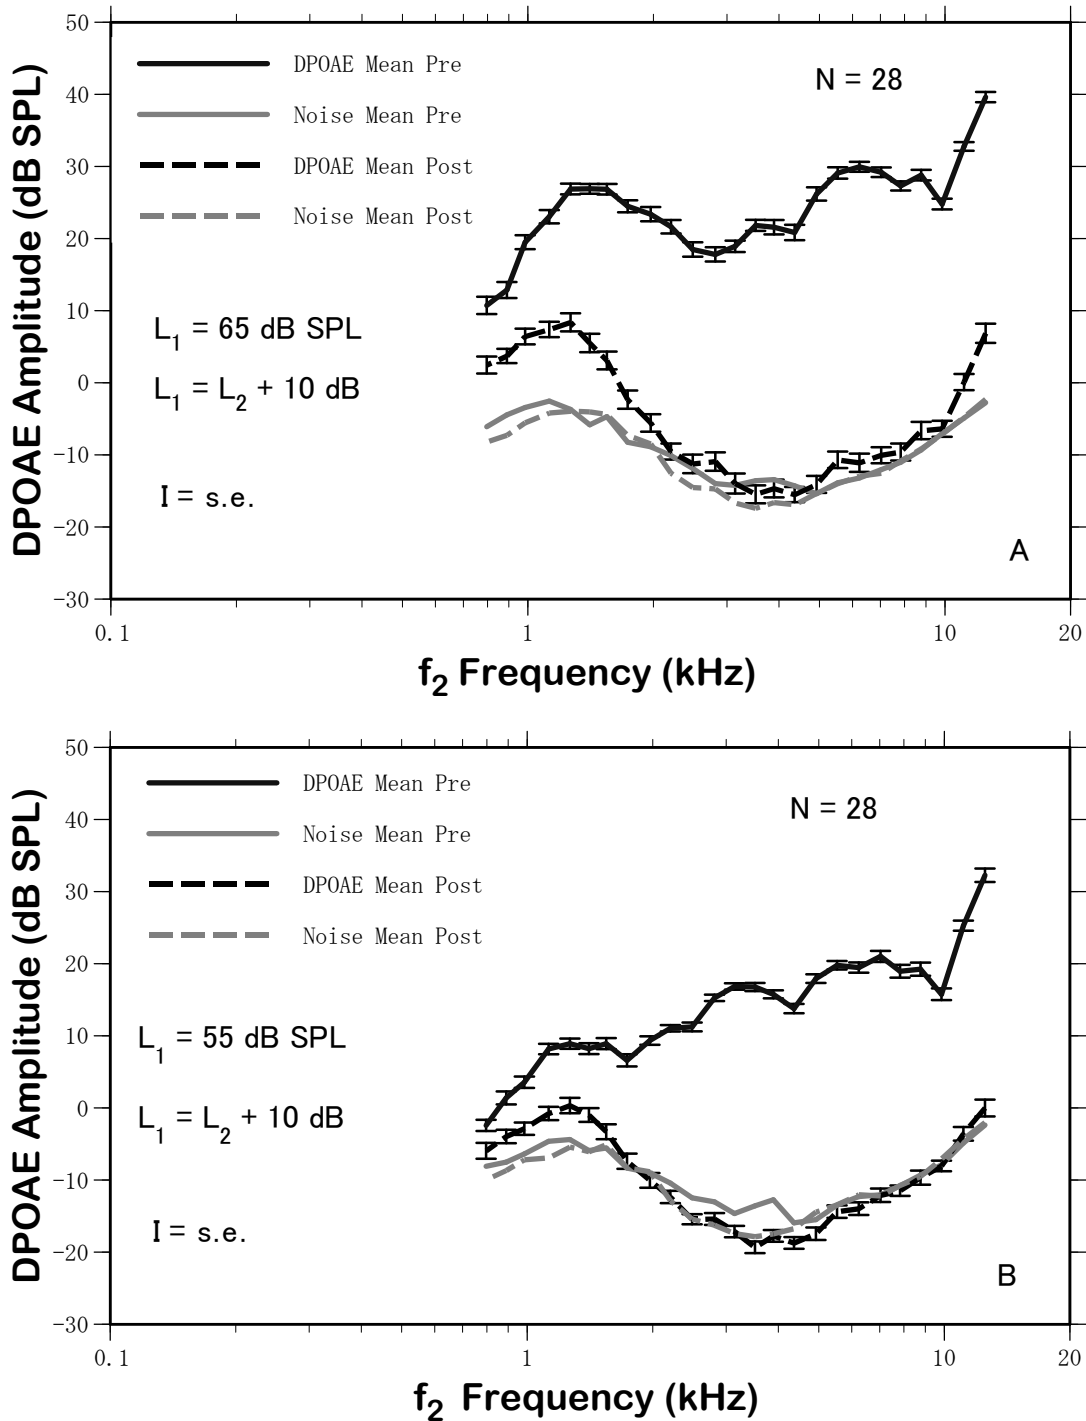 50
40
30
20
10
0
-10
-20
-30
DPOAE Amplitude (dB SPL)
DPOAE Mean Pre
Noise Mean Pre
DPOAE Mean Post
Noise Mean Post
N = 28
L1 = 65 dB SPL
L1 = L2 + 10 dB
I = s.e.
A
0.1 1 10 20
f2 Frequency (kHz)
50
40
30
20
10
0
-10
-20
-30
DPOAE Amplitude (dB SPL)
DPOAE Mean Pre
Noise Mean Pre
DPOAE Mean Post
Noise Mean Post
N = 28
L1 = 55 dB SPL
L1 = L2 + 10 dB
I = s.e.
B
0.1 1 10 20
f2 Frequency (kHz)